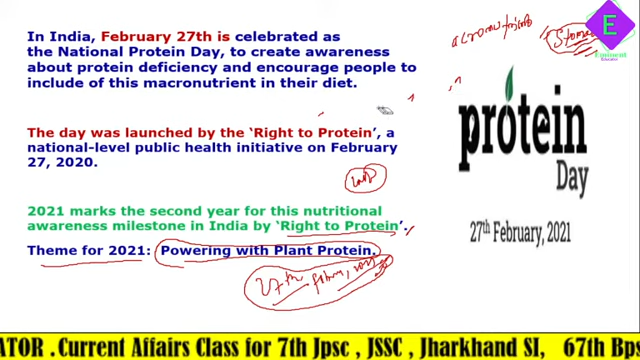 In India, February 27th is celebrated as
the National Protein Day, to create awareness
about protein deficiency and encourage people to
include of this macronutrient in their diet.
The day was launched by the 'Right to Protein', a
national-level public health initiative on February
27, 2020.
2021 marks the second year for this nutritional
awareness milestone in India by 'Right to Protein'.
Theme for 2021: Powering with Plant Protein.
27th
E
Eminent
Educator
protein
Day
27th February, 2021
ATOR .Current Affairs Class for 7th Jpsc , JSSC, Jharkhand SI, 67th Bps